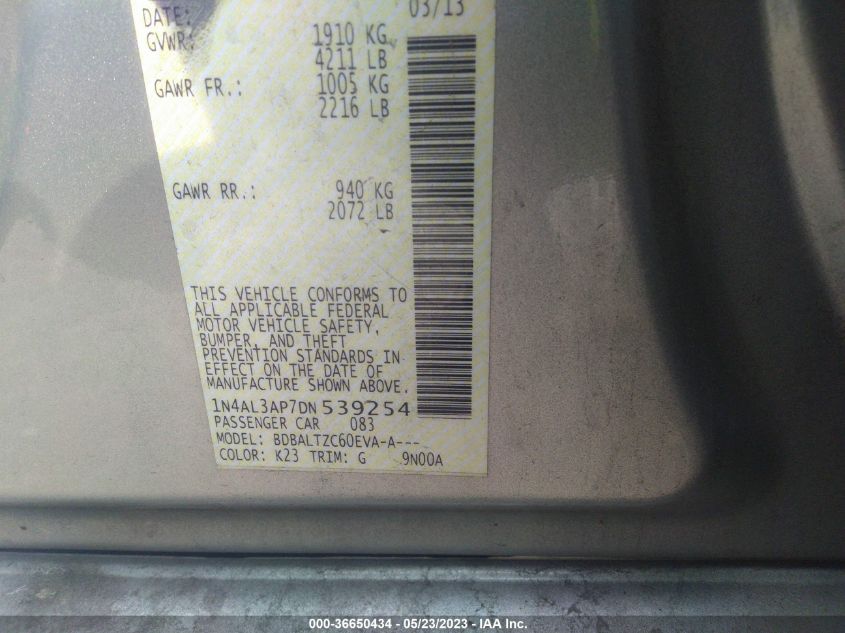 DATE: 03/13
GVWR: 1910 KG
4211 LB
GAWR FR.: 1005 KG
2216 LB
GAWR RR.: 940 KG
2072 LB
THIS VEHICLE CONFORMS TO
ALL APPLICABLE FEDERAL
MOTOR VEHICLE SAFETY,
BUMPER, AND THEFT
PREVENTION STANDARDS IN
EFFECT ON THE DATE OF
MANUFACTURE SHOWN ABOVE.
1N4AL3AP7DN 539254
PASSENGER CAR 083
MODEL: BDBALTZC60EVA-A---
COLOR: K23 TRIM: G 9N00A
000-36650434 - 05/23/2023 - IAA Inc.